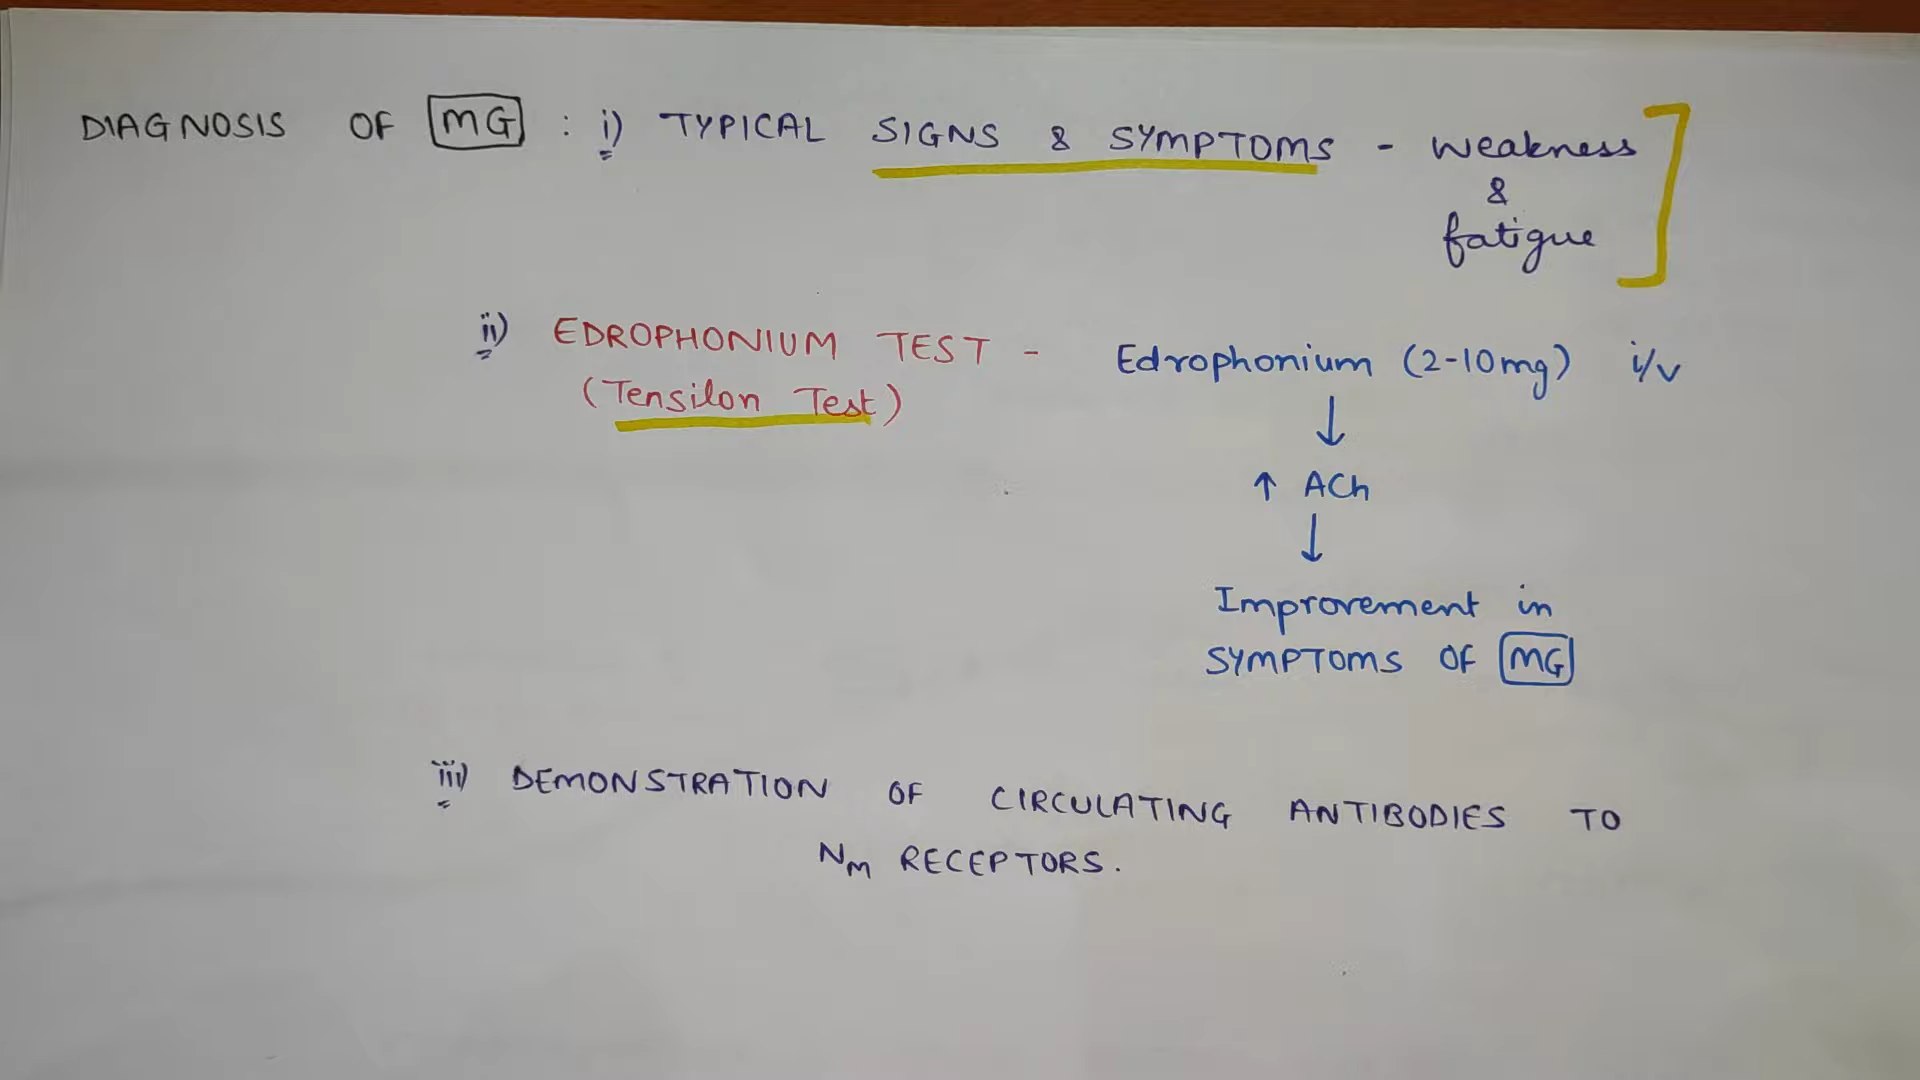 DIAGNOSIS OF MG : i) TYPICAL SIGNS & SYMPTOMS - Weakness
&
fatigue
ii) EDROPHONIUM TEST - Edrophonium (2-10mg) i/v
(Tensilon Test)
↓
↑ ACh
↓
Improvement in
SYMPTOMS OF MG
iii) DEMONSTRATION OF CIRCULATING ANTIBODIES TO
NM RECEPTORS.